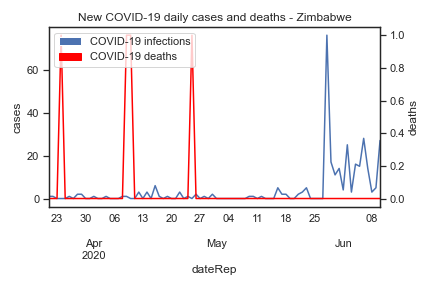 New COVID-19 daily cases and deaths - Zimbabwe
COVID-19 infections
COVID-19 deaths
cases
60
40
20
0
deaths
1.0
0.8
0.6
0.4
0.2
0.0
23 30 06 13 20 27 04 11 18 25 08
Apr May Jun
2020
dateRep